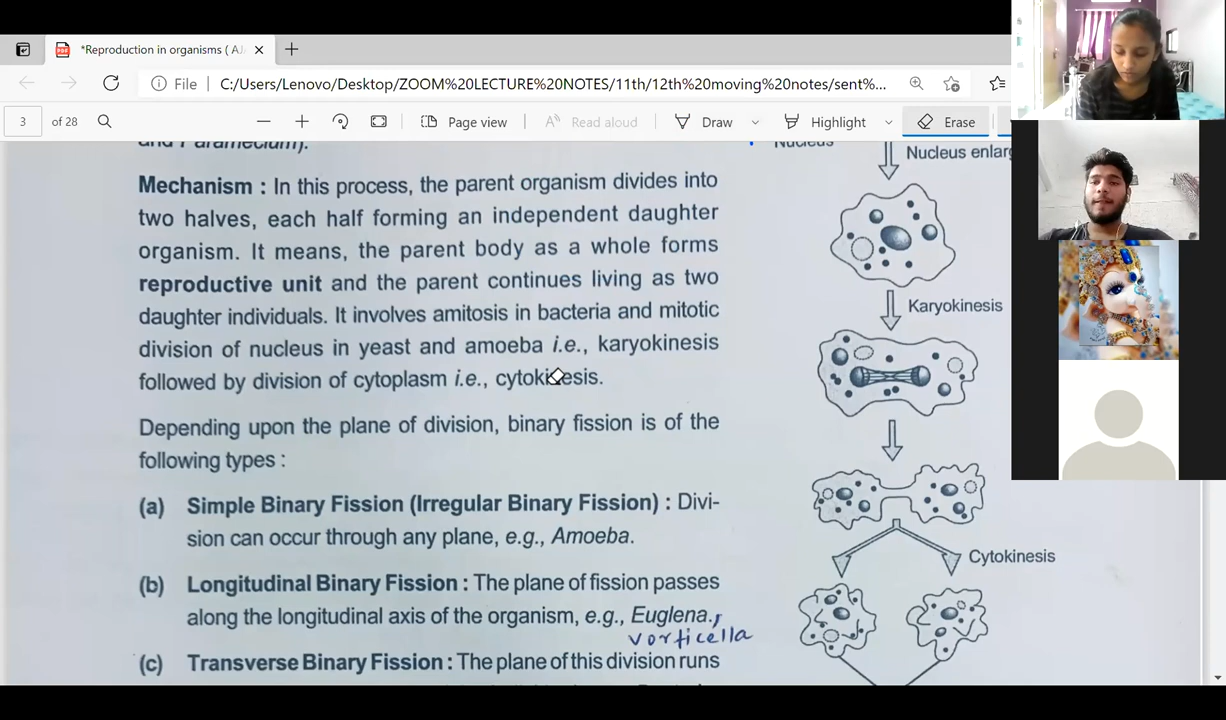 *Reproduction in organisms ( AJ
File
C:/Users/Lenovo/Desktop/ZOOM%20LECTURE%20NOTES/11th/12th%20moving%20notes/sent%...
3 of 28
Page view
Read aloud
Draw
Highlight
Erase
and Paramecium).
Nucleus
Nucleus enlarg
Mechanism : In this process, the parent organism divides into
two halves, each half forming an independent daughter
organism. It means, the parent body as a whole forms
reproductive unit and the parent continues living as two
daughter individuals. It involves amitosis in bacteria and mitotic
division of nucleus in yeast and amoeba i.e., karyokinesis
followed by division of cytoplasm i.e., cytokinesis.
Karyokinesis
Depending upon the plane of division, binary fission is of the
following types :
(a) Simple Binary Fission (Irregular Binary Fission) : Divi-
sion can occur through any plane, e.g., Amoeba.
Cytokinesis
(b) Longitudinal Binary Fission : The plane of fission passes
along the longitudinal axis of the organism, e.g., Euglena.,
vorticella
(c) Transverse Binary Fission : The plane of this division runs